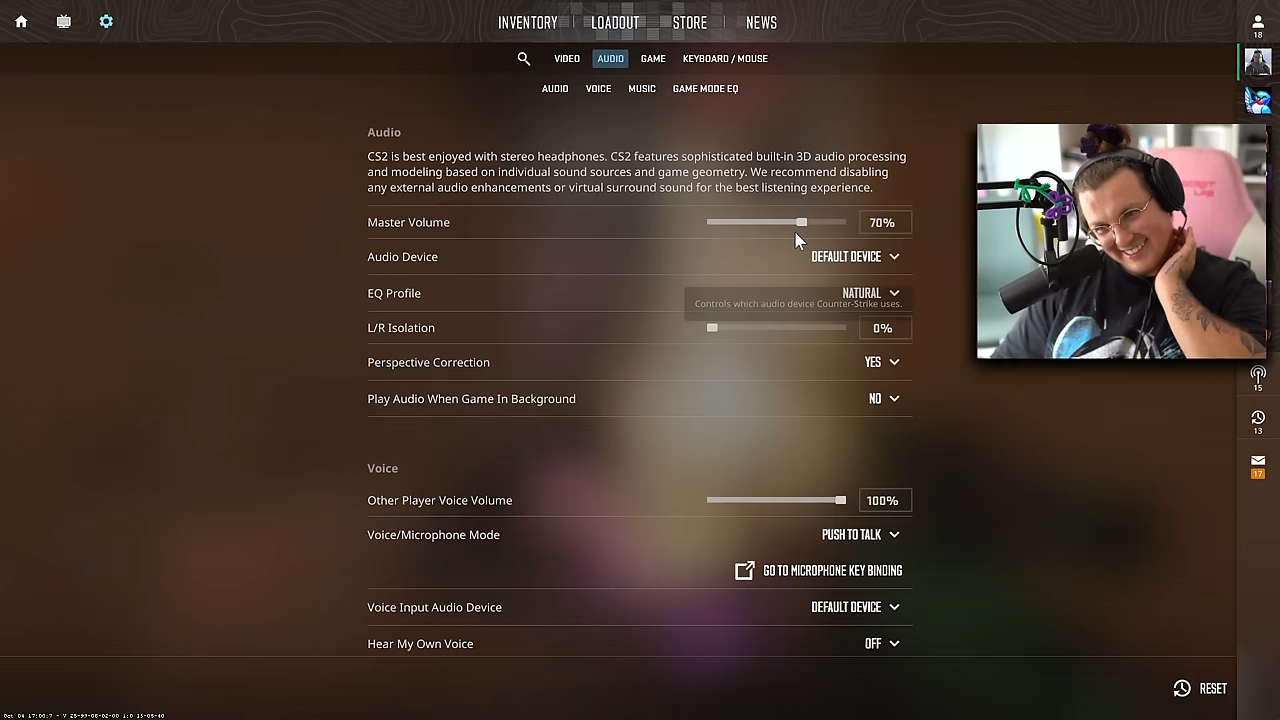 INVENTORY
LOADOUT
STORE
NEWS
18
VIDEO
AUDIO
GAME
KEYBOARD / MOUSE
AUDIO
VOICE
MUSIC
GAME MODE EQ
Audio
CS2 is best enjoyed with stereo headphones. CS2 features sophisticated built-in 3D audio processing
and modeling based on individual sound sources and game geometry. We recommend disabling
any external audio enhancements or virtual surround sound for the best listening experience.
Master Volume
70%
Audio Device
DEFAULT DEVICE
EQ Profile
NATURAL
Controls which audio device Counter-Strike uses.
L/R Isolation
0%
Perspective Correction
YES
Play Audio When Game In Background
NO
15
13
17
Voice
Other Player Voice Volume
100%
Voice/Microphone Mode
PUSH TO TALK
GO TO MICROPHONE KEY BINDING
Voice Input Audio Device
DEFAULT DEVICE
Hear My Own Voice
OFF
RESET